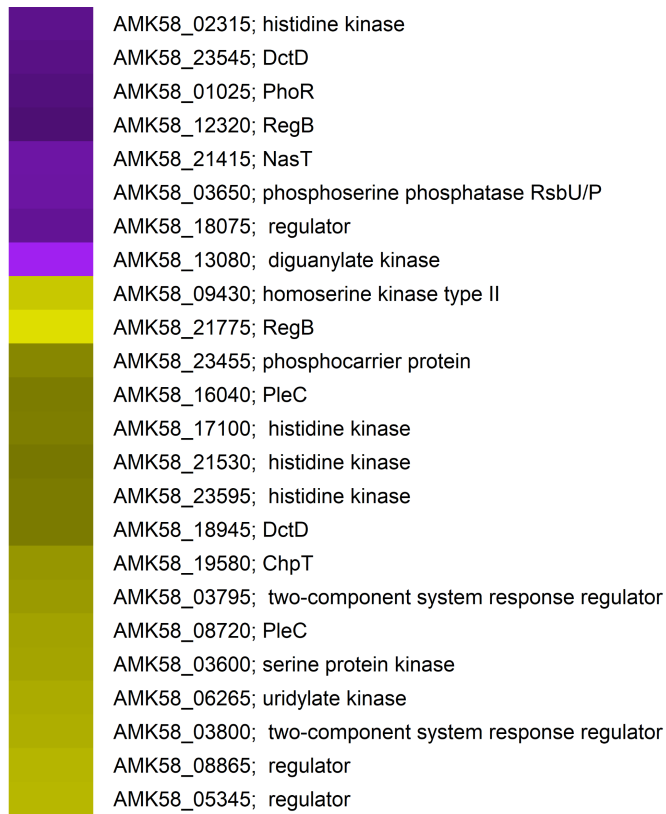 AMK58_02315; histidine kinase
AMK58_23545; DctD
AMK58_01025; PhoR
AMK58_12320; RegB
AMK58_21415; NasT
AMK58_03650; phosphoserine phosphatase RsbU/P
AMK58_18075; regulator
AMK58_13080; diguanylate kinase
AMK58_09430; homoserine kinase type II
AMK58_21775; RegB
AMK58_23455; phosphocarrier protein
AMK58_16040; PleC
AMK58_17100; histidine kinase
AMK58_21530; histidine kinase
AMK58_23595; histidine kinase
AMK58_18945; DctD
AMK58_19580; ChpT
AMK58_03795; two-component system response regulator
AMK58_08720; PleC
AMK58_03600; serine protein kinase
AMK58_06265; uridylate kinase
AMK58_03800; two-component system response regulator
AMK58_08865; regulator
AMK58_05345; regulator